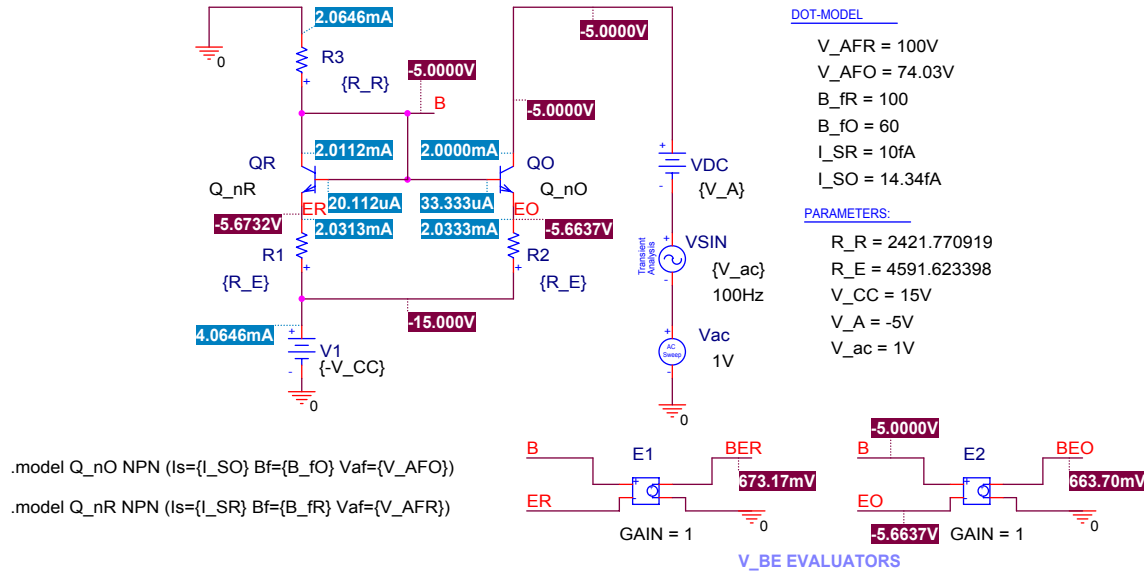 2.0646mA
0
R3
{R_R}
-5.0000V
B
-5.0000V
-5.0000V
2.0112mA
2.0000mA
QR
QO
Q_nR
Q_nO
ER
20.112uA
33.333uA
EO
-5.6732V
2.0313mA
2.0333mA
-5.6637V
R1
{R_E}
R2
{R_E}
-15.000V
4.0646mA
V1
{-V_CC}
0
VDC
{V_A}
Transient
Analysis
VSIN
{V_ac}
100Hz
Vac
AC
Sweep
1V
0
DOT-MODEL
V_AFR = 100V
V_AFO = 74.03V
B_fR = 100
B_fO = 60
I_SR = 10fA
I_SO = 14.34fA
PARAMETERS:
R_R = 2421.770919
R_E = 4591.623398
V_CC = 15V
V_A = -5V
V_ac = 1V
.model Q_nO NPN (Is={I_SO} Bf={B_fO} Vaf={V_AFO})
.model Q_nR NPN (Is={I_SR} Bf={B_fR} Vaf={V_AFR})
B
E1
BER
673.17mV
ER
0
GAIN = 1
-5.0000V
B
E2
BEO
663.70mV
EO
0
-5.6637V
GAIN = 1
V_BE EVALUATORS